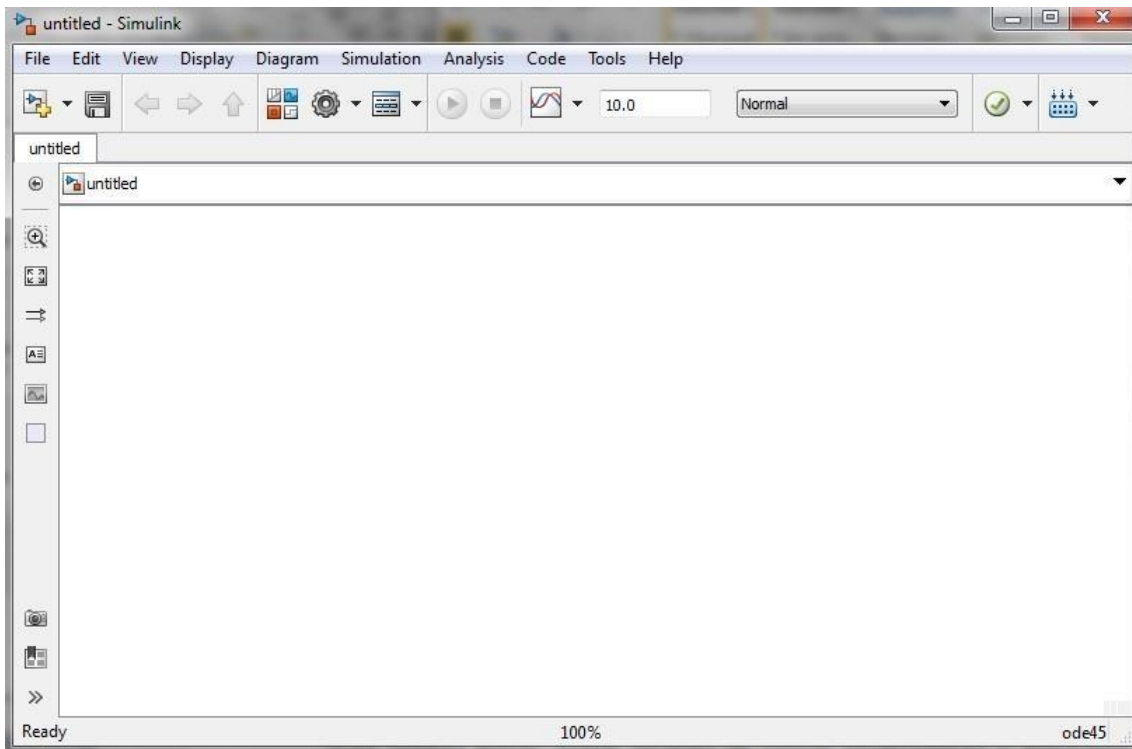 untitled - Simulink
File Edit View Display Diagram Simulation Analysis Code Tools Help
10.0 Normal
untitled
untitled
Ready 100% ode45